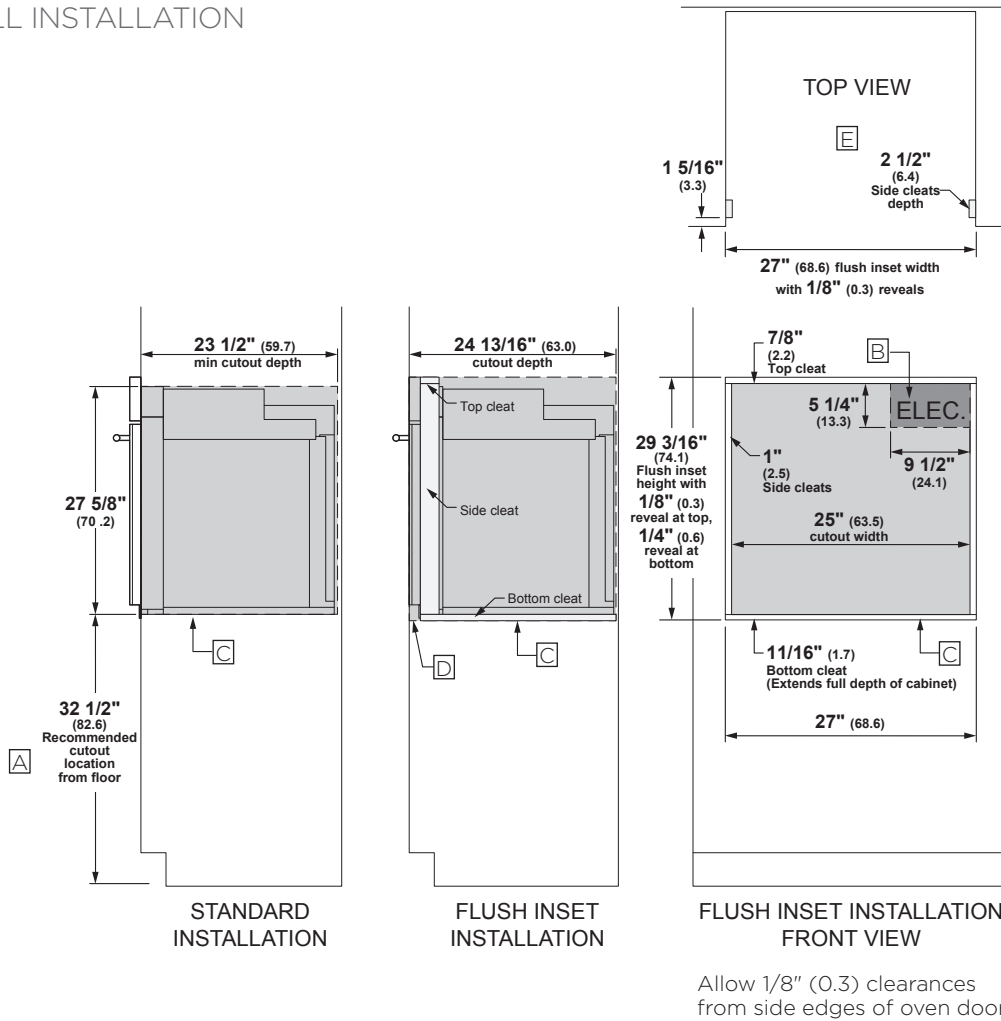 LL INSTALLATION
TOP VIEW
E
1 5/16"
(3.3)
2 1/2"
(6.4)
Side cleats
depth
27" (68.6) flush inset width
with 1/8" (0.3) reveals
23 1/2" (59.7)
min cutout depth
27 5/8"
(70 .2)
C
32 1/2"
(82.6)
Recommended
cutout
location
from floor
A
STANDARD
INSTALLATION
24 13/16" (63.0)
cutout depth
Top cleat
Side cleat
Bottom cleat
D
C
FLUSH INSET
INSTALLATION
29 3/16"
(74.1)
Flush inset
height with
1/8" (0.3)
reveal at top,
1/4" (0.6)
reveal at
bottom
7/8"
(2.2)
Top cleat
B
5 1/4"
(13.3)
ELEC.
9 1/2"
(24.1)
1"
(2.5)
Side cleats
25" (63.5)
cutout width
11/16" (1.7)
Bottom cleat
(Extends full depth of cabinet)
C
27" (68.6)
FLUSH INSET INSTALLATION
FRONT VIEW
Allow 1/8" (0.3) clearances
from side edges of oven door